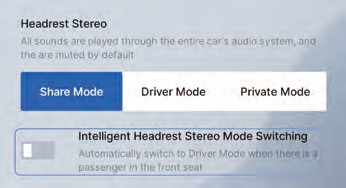 Headrest Stereo
All sounds are played through the entire car's audio system, and
the are muted by default
Share Mode
Driver Mode
Private Mode
Intelligent Headrest Stereo Mode Switching
Automatically switch to Driver Mode when there is a
passenger in the front seat